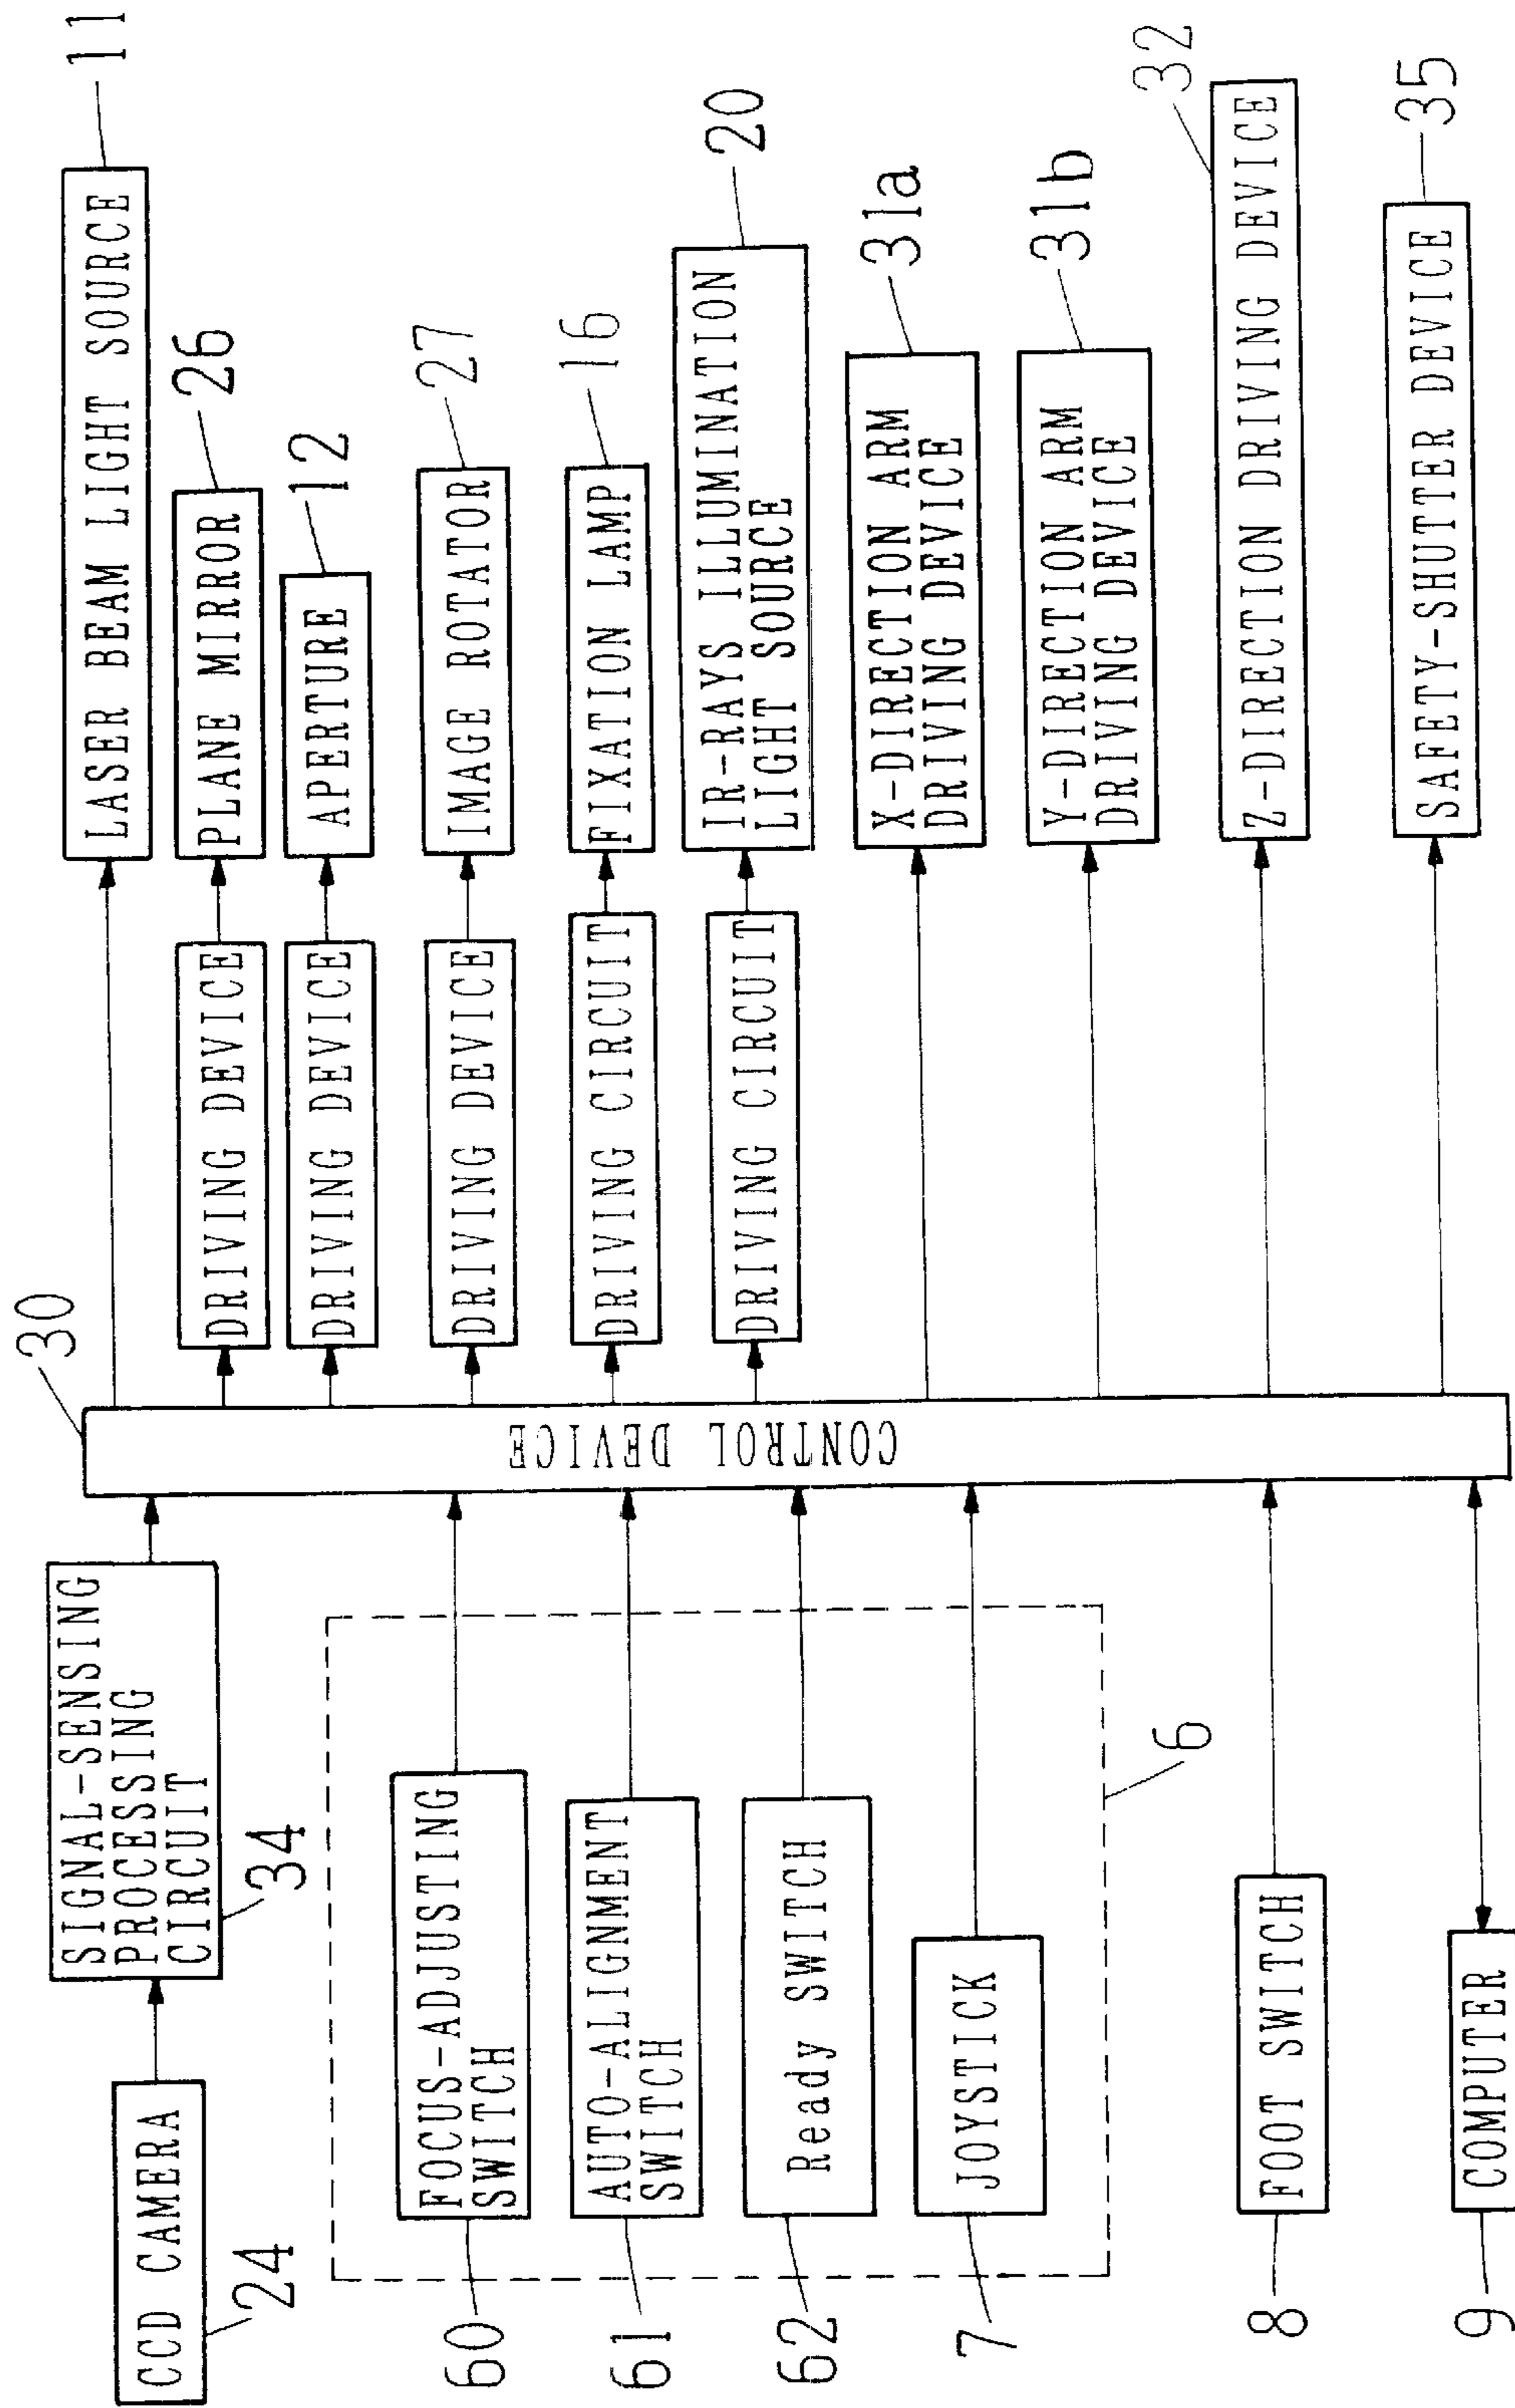 CCD CAMERA
24
SIGNAL-SENSING
PROCESSING
CIRCUIT
34
FOCUS-ADJUSTING
SWITCH
60
AUTO-ALIGNMENT
SWITCH
61
Ready SWITCH
62
JOYSTICK
7
6
FOOT SWITCH
8
COMPUTER
9
30
CONTROL DEVICE
LASER BEAM LIGHT SOURCE
11
DRIVING DEVICE
PLANE MIRROR
26
DRIVING DEVICE
APERTURE
12
DRIVING DEVICE
IMAGE ROTATOR
27
DRIVING CIRCUIT
FIXATION LAMP
16
DRIVING CIRCUIT
IR-RAYS ILLUMINATION
LIGHT SOURCE
20
X-DIRECTION ARM
DRIVING DEVICE
31a
Y-DIRECTION ARM
DRIVING DEVICE
31b
Z-DIRECTION DRIVING DEVICE
32
SAFETY-SHUTTER DEVICE
35